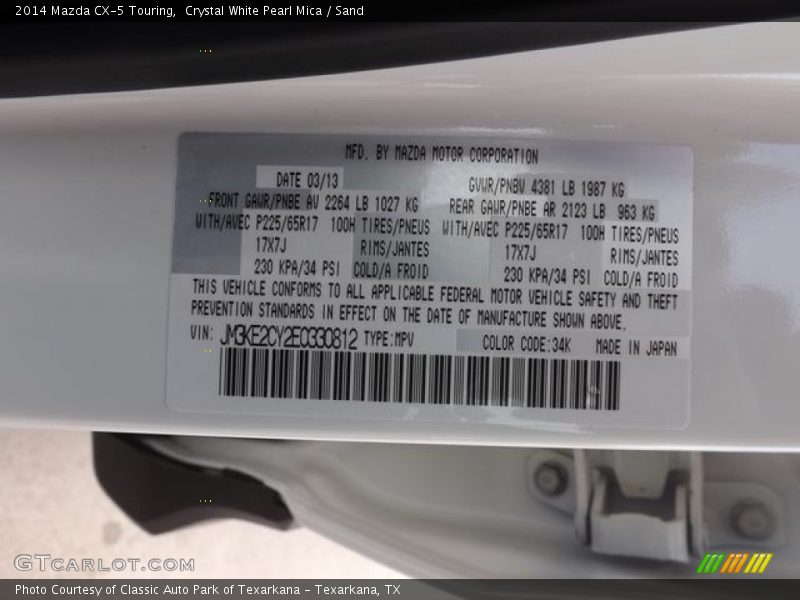 2014 Mazda CX-5 Touring,  Crystal White Pearl Mica / Sand
MFD. BY MAZDA MOTOR CORPORATION
DATE 03/13
GVWR/PNBV 4381 LB 1987 KG
FRONT GAWR/PNBE AV 2264 LB 1027 KG
REAR GAWR/PNBE AR 2123 LB 963 KG
WITH/AVEC P225/65R17 100H TIRES/PNEUS
WITH/AVEC P225/65R17 100H TIRES/PNEUS
17X7J RIMS/JANTES
17X7J RIMS/JANTES
230 KPA/34 PSI COLD/A FROID
230 KPA/34 PSI COLD/A FROID
THIS VEHICLE CONFORMS TO ALL APPLICABLE FEDERAL MOTOR VEHICLE SAFETY AND THEFT
PREVENTION STANDARDS IN EFFECT ON THE DATE OF MANUFACTURE SHOWN ABOVE.
VIN: JM3KE2CY2E0330812 TYPE:MPV COLOR CODE:34K MADE IN JAPAN
GTCARLOT.COM
Photo Courtesy of Classic Auto Park of Texarkana - Texarkana, TX